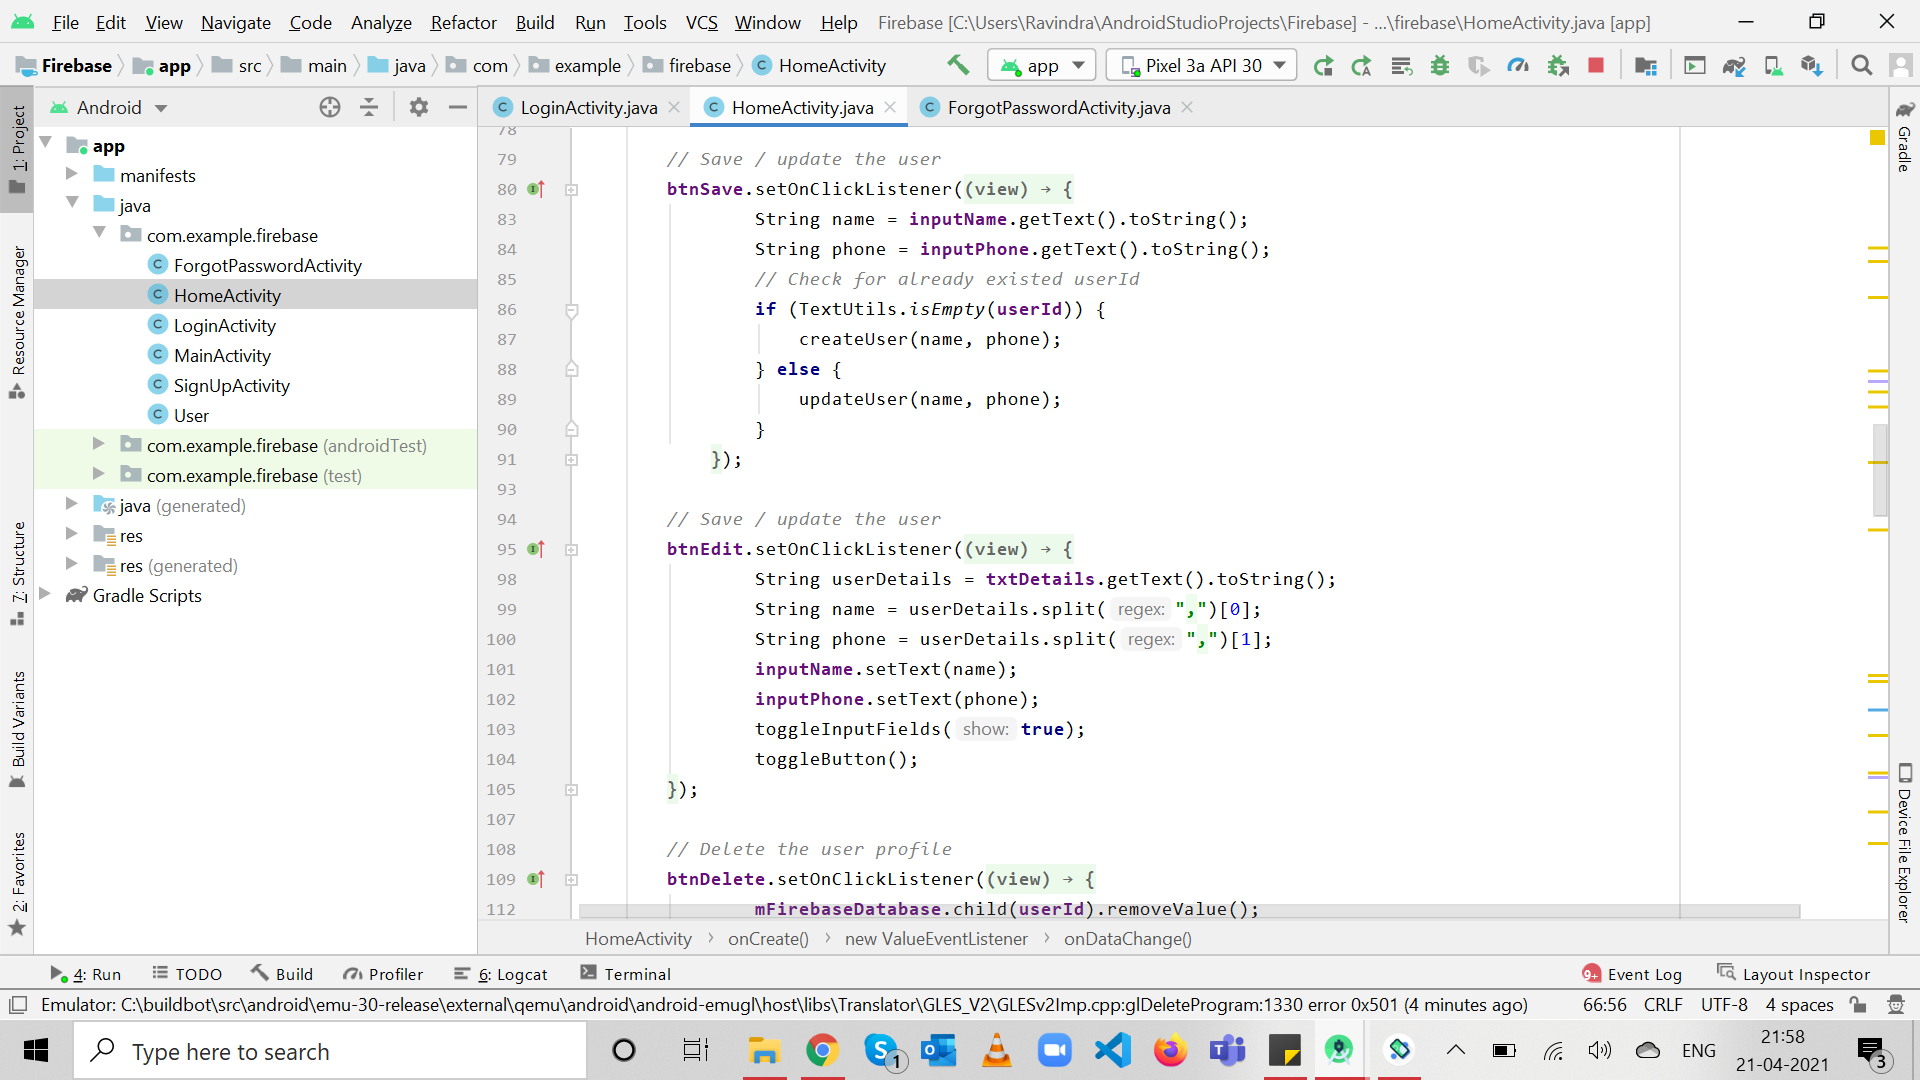 File Edit View Navigate Code Analyze Refactor Build Run Tools VCS Window Help Firebase [C:\Users\Ravindra\AndroidStudioProjects\Firebase] - ...\firebase\HomeActivity.java [app]
Firebase app src main java com example firebase HomeActivity app Pixel 3a API 30
Android
LoginActivity.java HomeActivity.java ForgotPasswordActivity.java
1: Project
Resource Manager
7: Structure
Build Variants
2: Favorites
app
manifests
java
com.example.firebase
ForgotPasswordActivity
HomeActivity
LoginActivity
MainActivity
SignUpActivity
User
com.example.firebase (androidTest)
com.example.firebase (test)
java (generated)
res
res (generated)
Gradle Scripts
78
79 // Save / update the user
80 btnSave.setOnClickListener((view) → {
83 String name = inputName.getText().toString();
84 String phone = inputPhone.getText().toString();
85 // Check for already existed userId
86 if (TextUtils.isEmpty(userId)) {
87 createUser(name, phone);
88 } else {
89 updateUser(name, phone);
90 }
91 });
93
94 // Save / update the user
95 btnEdit.setOnClickListener((view) → {
98 String userDetails = txtDetails.getText().toString();
99 String name = userDetails.split( regex: ",")[0];
100 String phone = userDetails.split( regex: ",")[1];
101 inputName.setText(name);
102 inputPhone.setText(phone);
103 toggleInputFields( show: true);
104 toggleButton();
105 });
107
108 // Delete the user profile
109 btnDelete.setOnClickListener((view) → {
112 mFirebaseDatabase.child(userId).removeValue();
HomeActivity onCreate() new ValueEventListener onDataChange()
Gradle
Device File Explorer
4: Run TODO Build Profiler 6: Logcat Terminal 9+ Event Log Layout Inspector
Emulator: C:\buildbot\src\android\emu-30-release\external\qemu\android\android-emugl\host\libs\Translator\GLES_V2\GLESv2Imp.cpp:glDeleteProgram:1330 error 0x501 (4 minutes ago) 66:56 CRLF UTF-8 4 spaces
Type here to search 1 ENG 21:58
21-04-2021 3